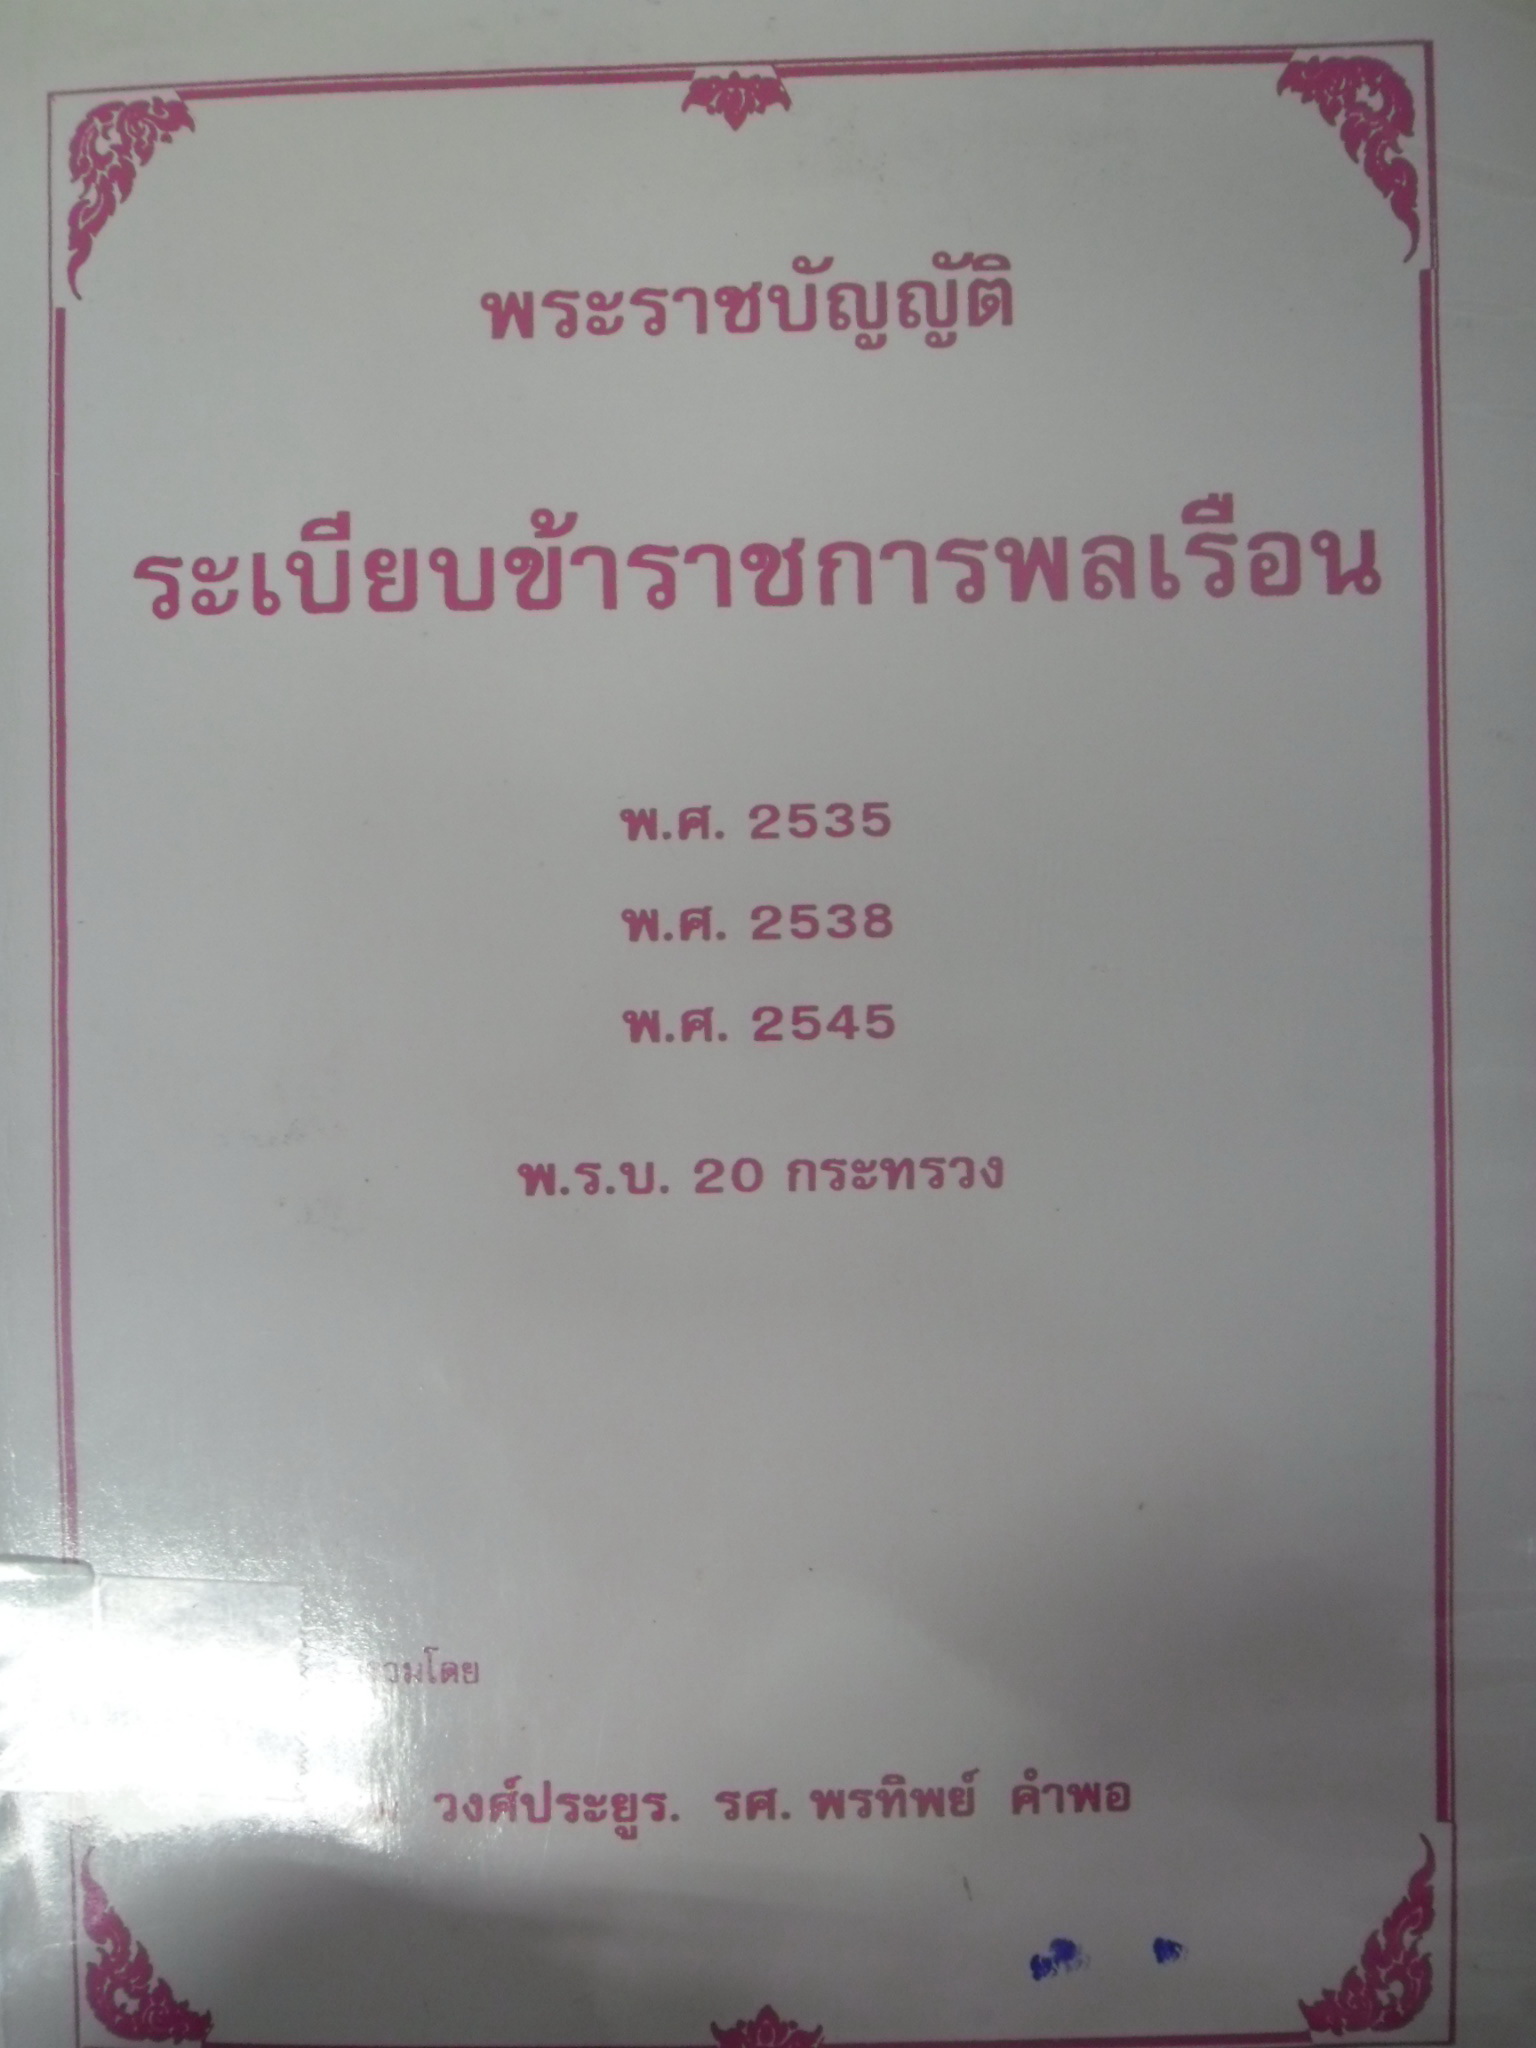 พระราชบัญญัติ
ระเบียบข้าราชการพลเรือน
พ.ศ. 2535
พ.ศ. 2538
พ.ศ. 2545
พ.ร.บ. 20 กระทรวง
รวมโดย
วงศ์ประยูร. รศ. พรทิพย์ คำพอ